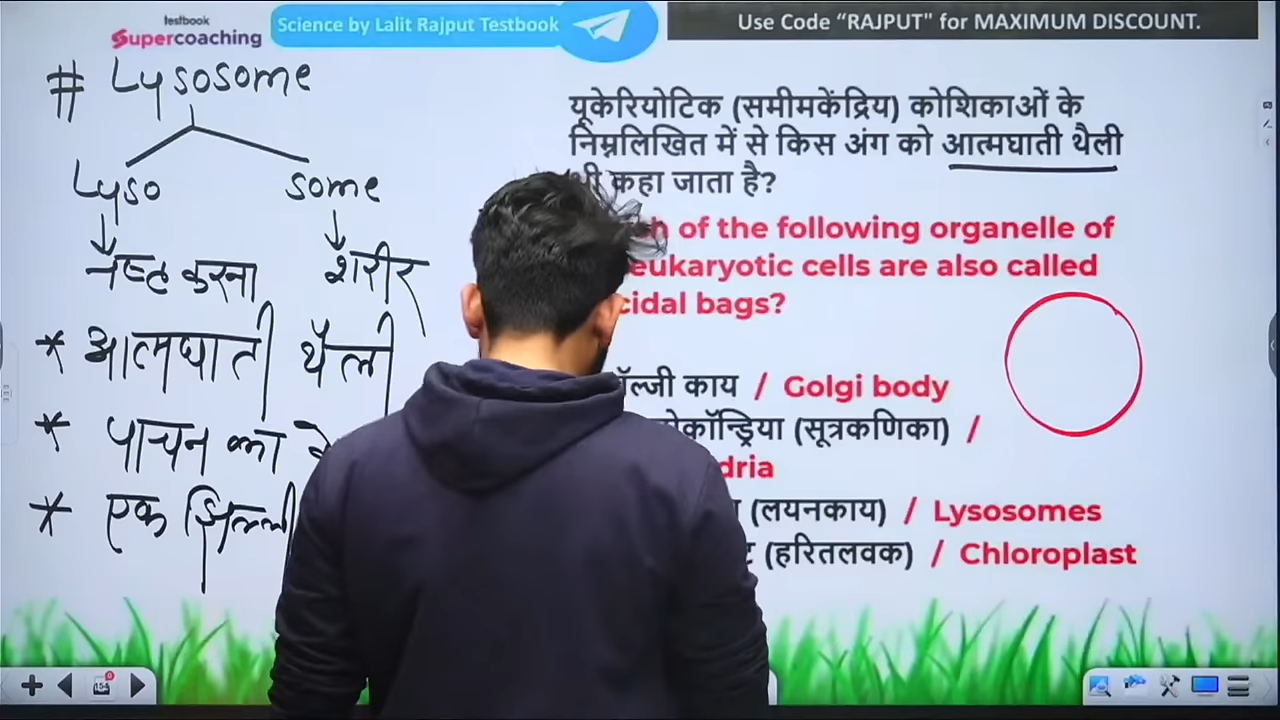 testbook
Supercoaching
Science by Lalit Rajput Testbook
Use Code “RAJPUT" for MAXIMUM DISCOUNT.
# Lysosome
Lyso some
नष्ट करना शरीर
* आत्मघाती थैली
* पाचन का
* एक झिल्ली
यूकेरियोटिक (समीमकेंद्रिय) कोशिकाओं के
निम्नलिखित में से किस अंग को आत्मघाती थैली
कहा जाता है?
of the following organelle of
eukaryotic cells are also called
bags?
काय / Golgi body
(सूत्रकणिका) /
(लयनकाय) / Lysosomes
(हरितलवक) / Chloroplast